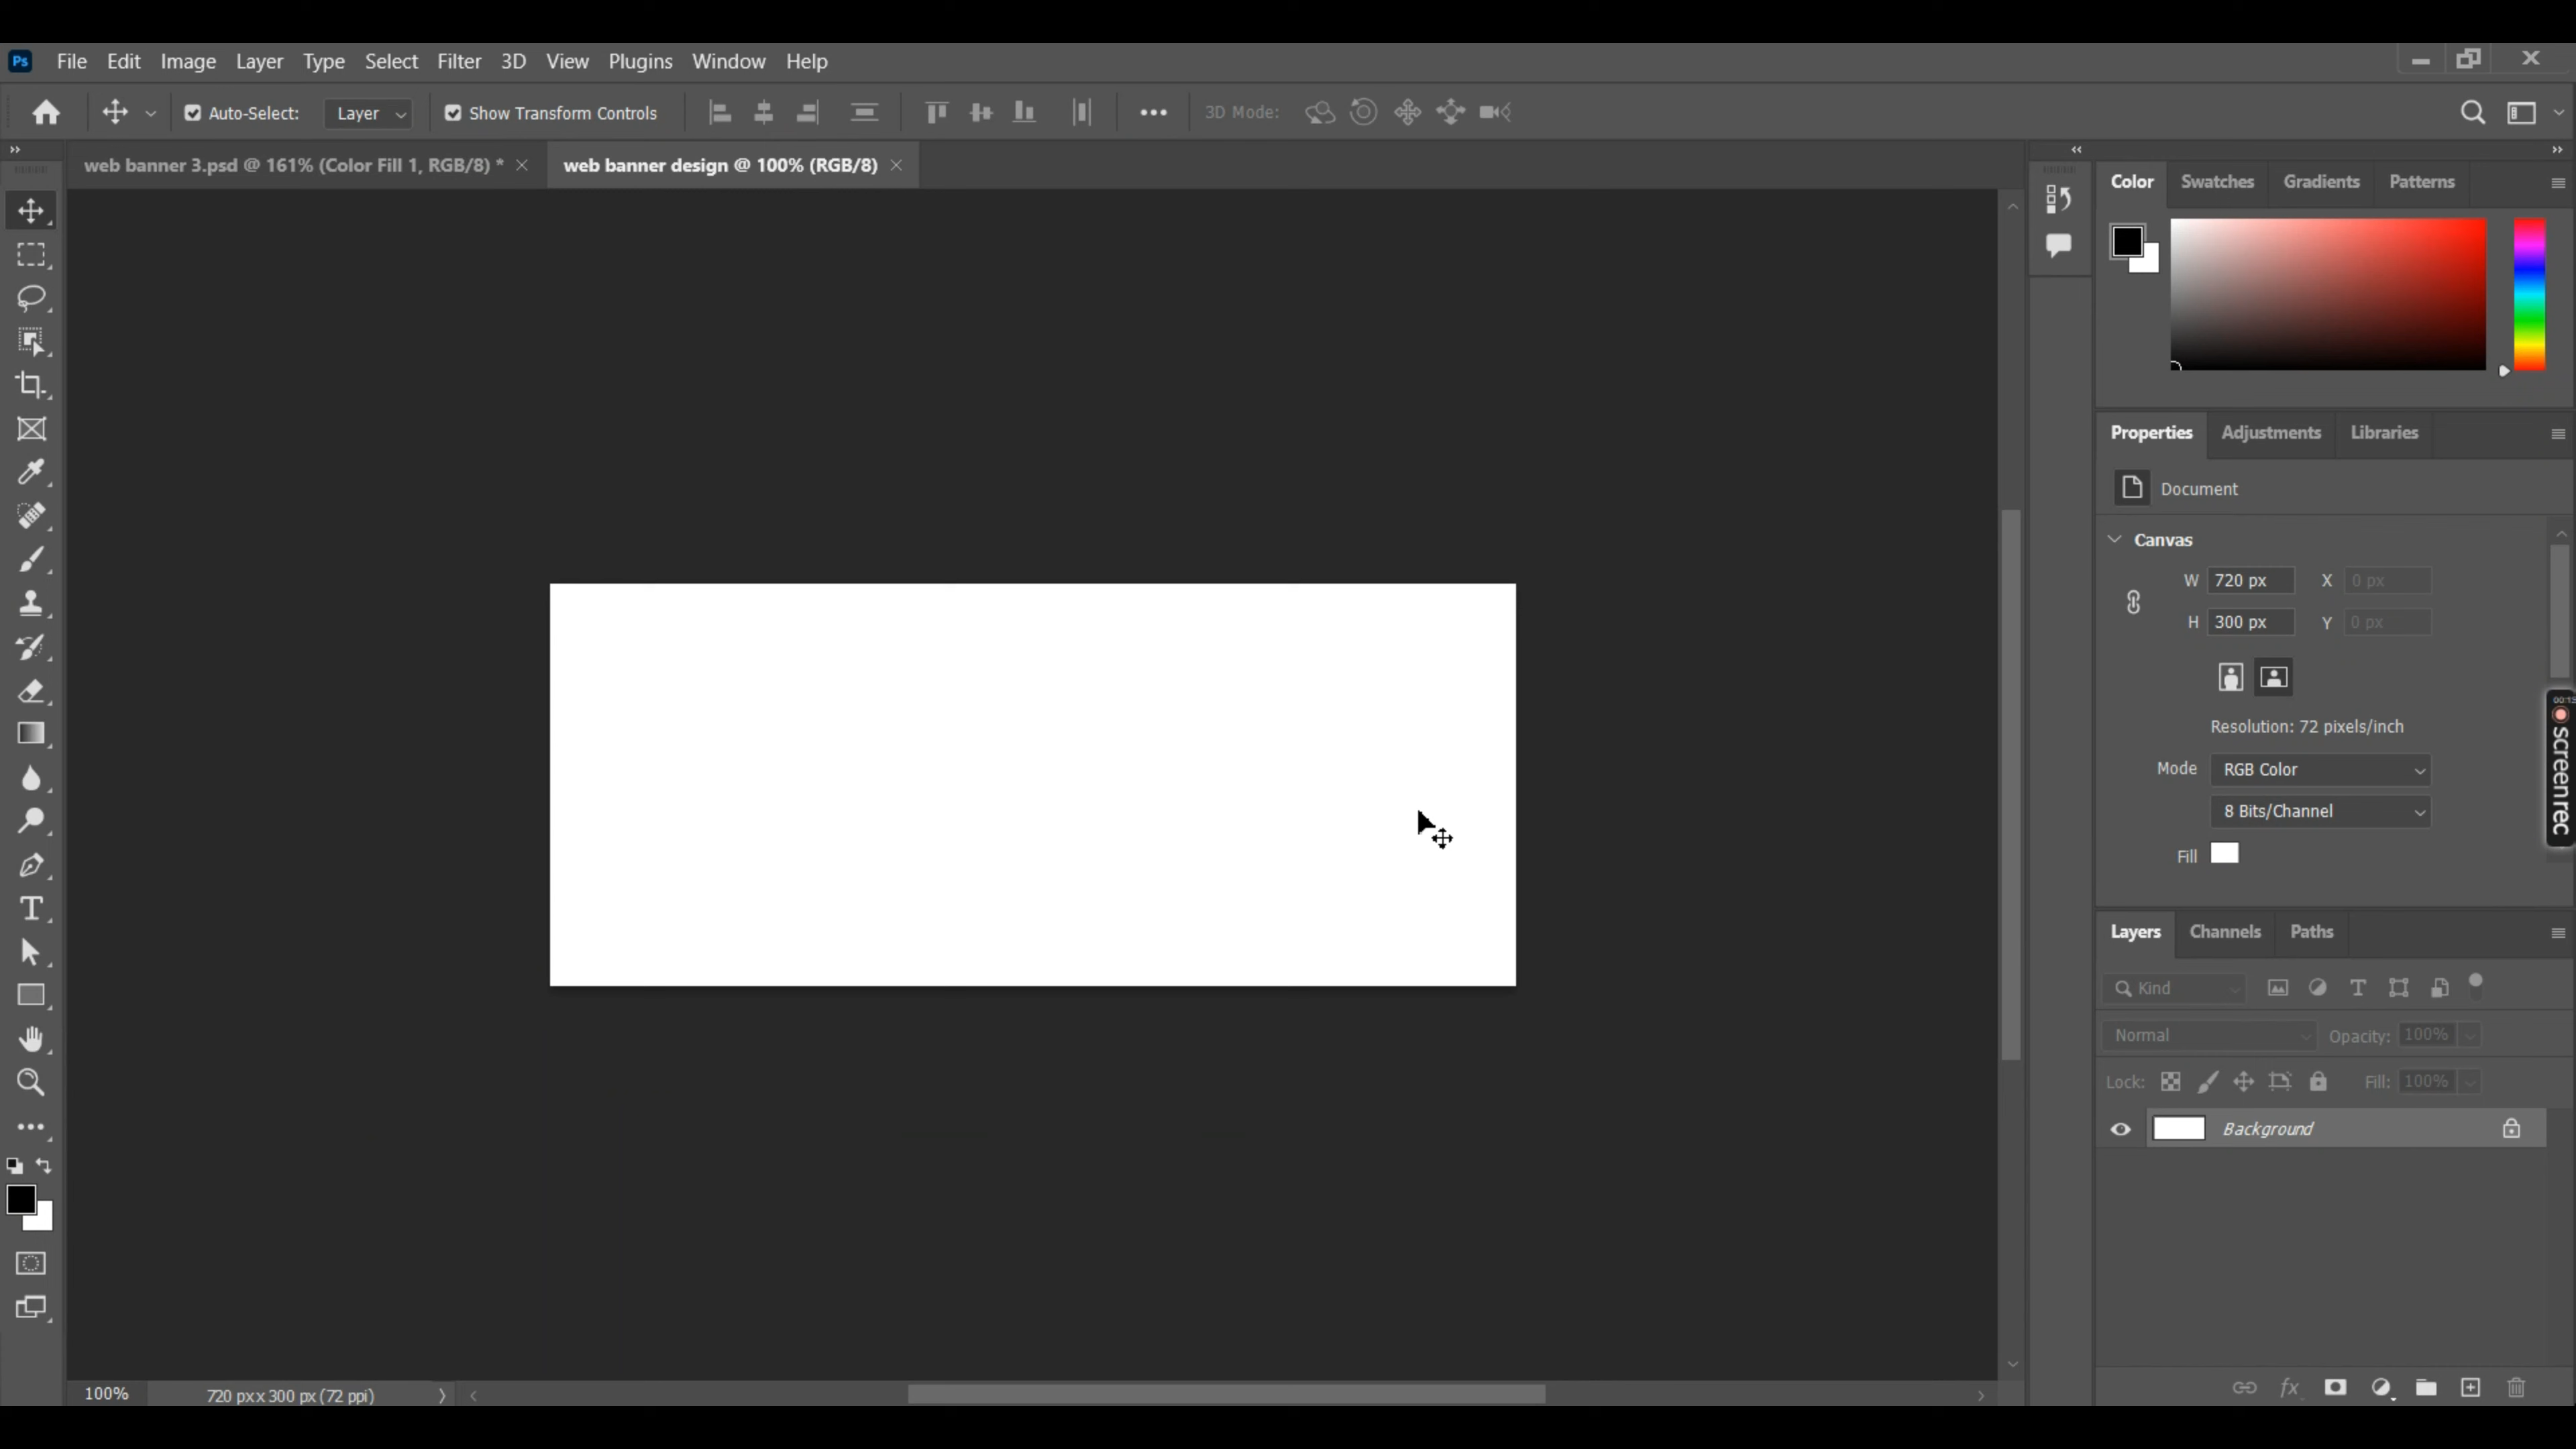 Ps File Edit Image Layer Type Select Filter 3D View Plugins Window Help
Auto-Select: Layer Show Transform Controls 3D Mode:
web banner 3.psd @ 161% (Color Fill 1, RGB/8) * web banner design @ 100% (RGB/8)
Color Swatches Gradients Patterns
Properties Adjustments Libraries
Document
Canvas
W 720 px X 0 px
H 300 px Y 0 px
Resolution: 72 pixels/inch
Mode RGB Color
8 Bits/Channel
Fill
screenrec
Layers Channels Paths
Kind
Normal Opacity: 100%
Lock: Fill: 100%
Background
fx
100% 720 px x 300 px (72 ppi)